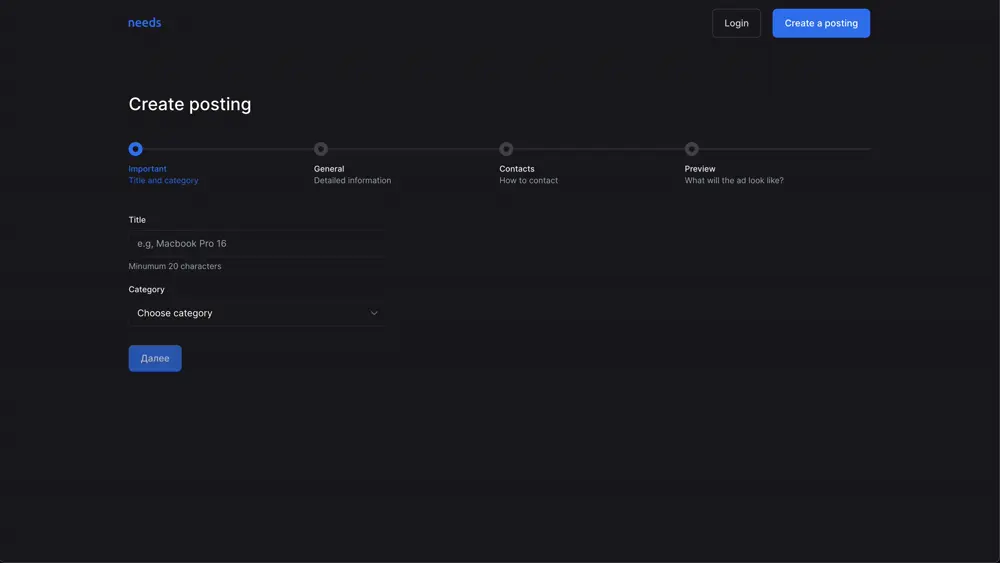 needs
Login
Create a posting
Create posting
Important
Title and category
General
Detailed information
Contacts
How to contact
Preview
What will the ad look like?
Title
e.g, Macbook Pro 16
Minumum 20 characters
Category
Choose category
Далее